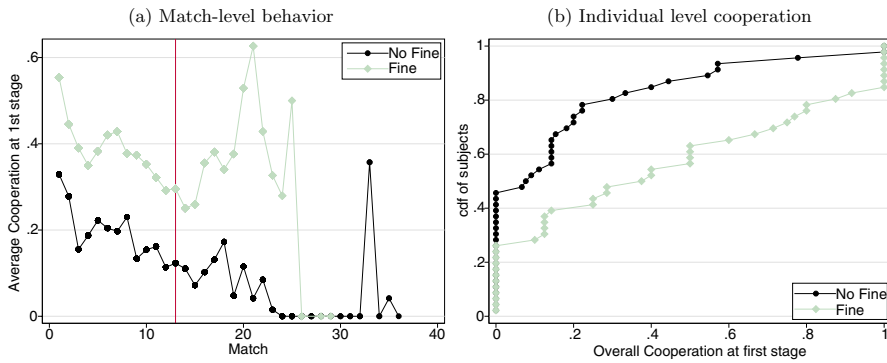 (a) Match-level behavior
Average Cooperation at 1st stage
.6
.4
.2
0
0
10
20
30
40
Match
No Fine
Fine
(b) Individual level cooperation
cdf of subjects
1
.8
.6
.4
.2
0
0
.2
.4
.6
.8
1
Overall Cooperation at first stage
No Fine
Fine